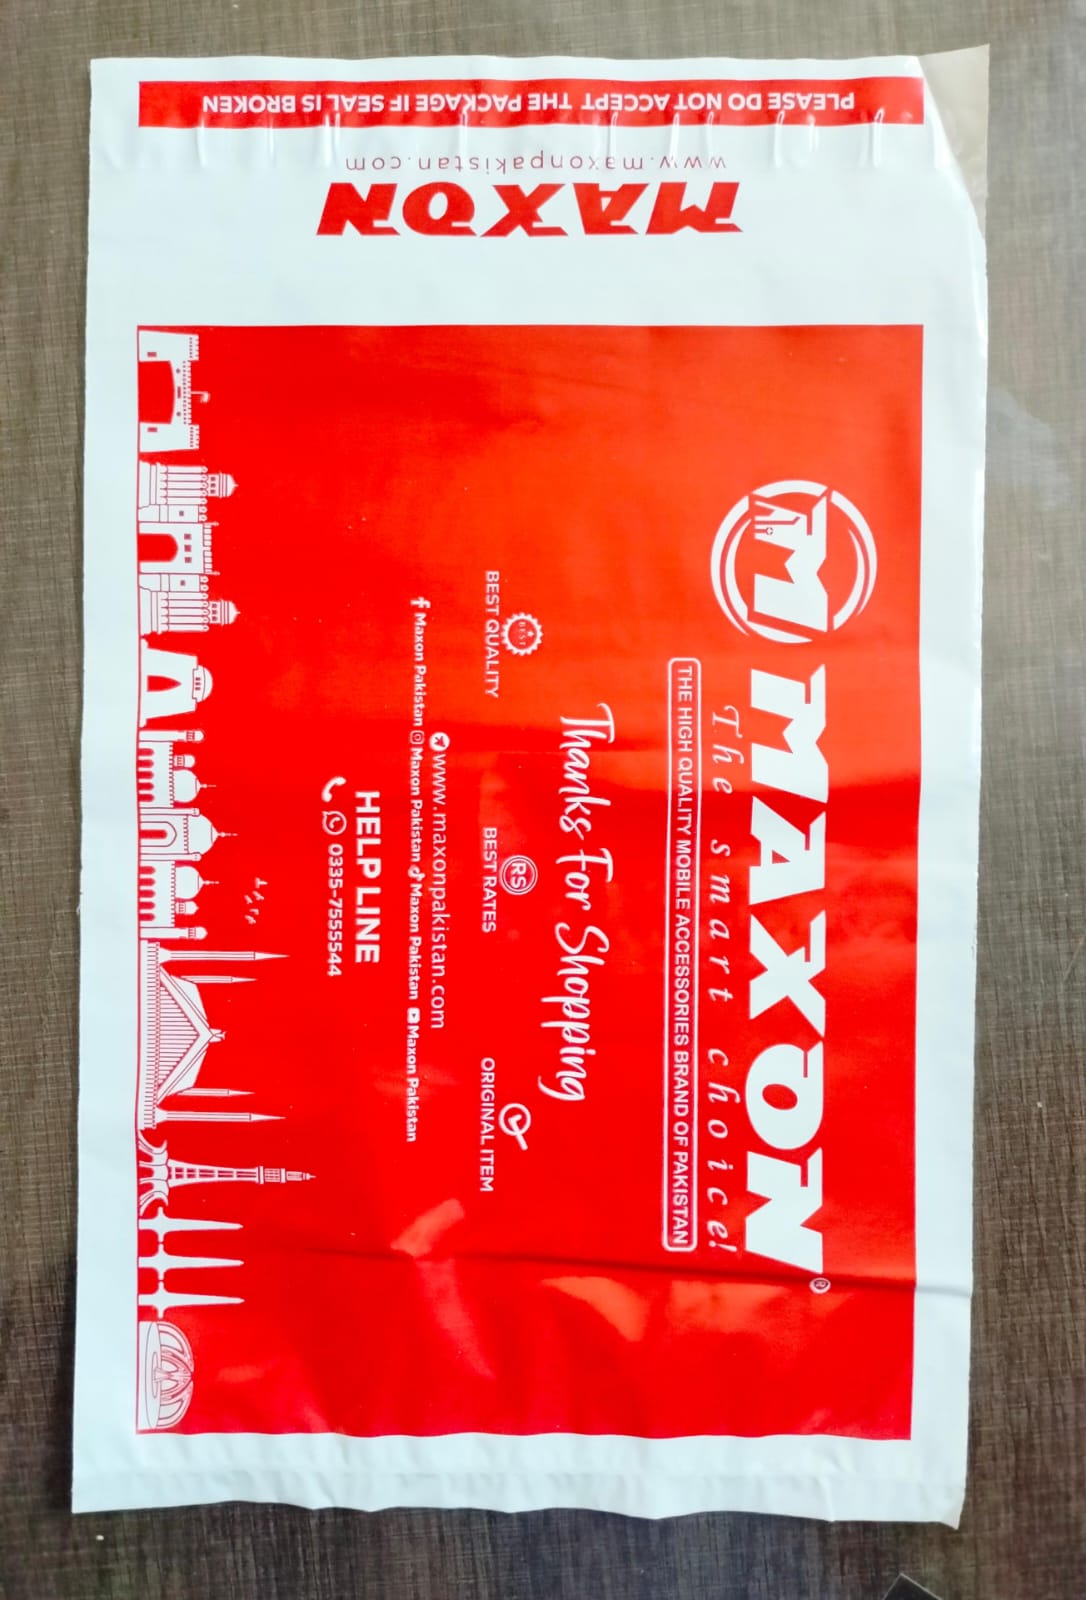 PLEASE DO NOT ACCEPT THE PACKAGE IF SEAL IS BROKEN
www.maxonpakistan.com
MAXON
M
MAXON®
The smart choice!
THE HIGH QUALITY MOBILE ACCESSORIES BRAND OF PAKISTAN
Thanks For Shopping
BEST RS
BEST QUALITY BEST RATES ORIGINAL ITEM
www.maxonpakistan.com
Maxon Pakistan Maxon Pakistan Maxon Pakistan Maxon Pakistan
HELP LINE
0335-7555544